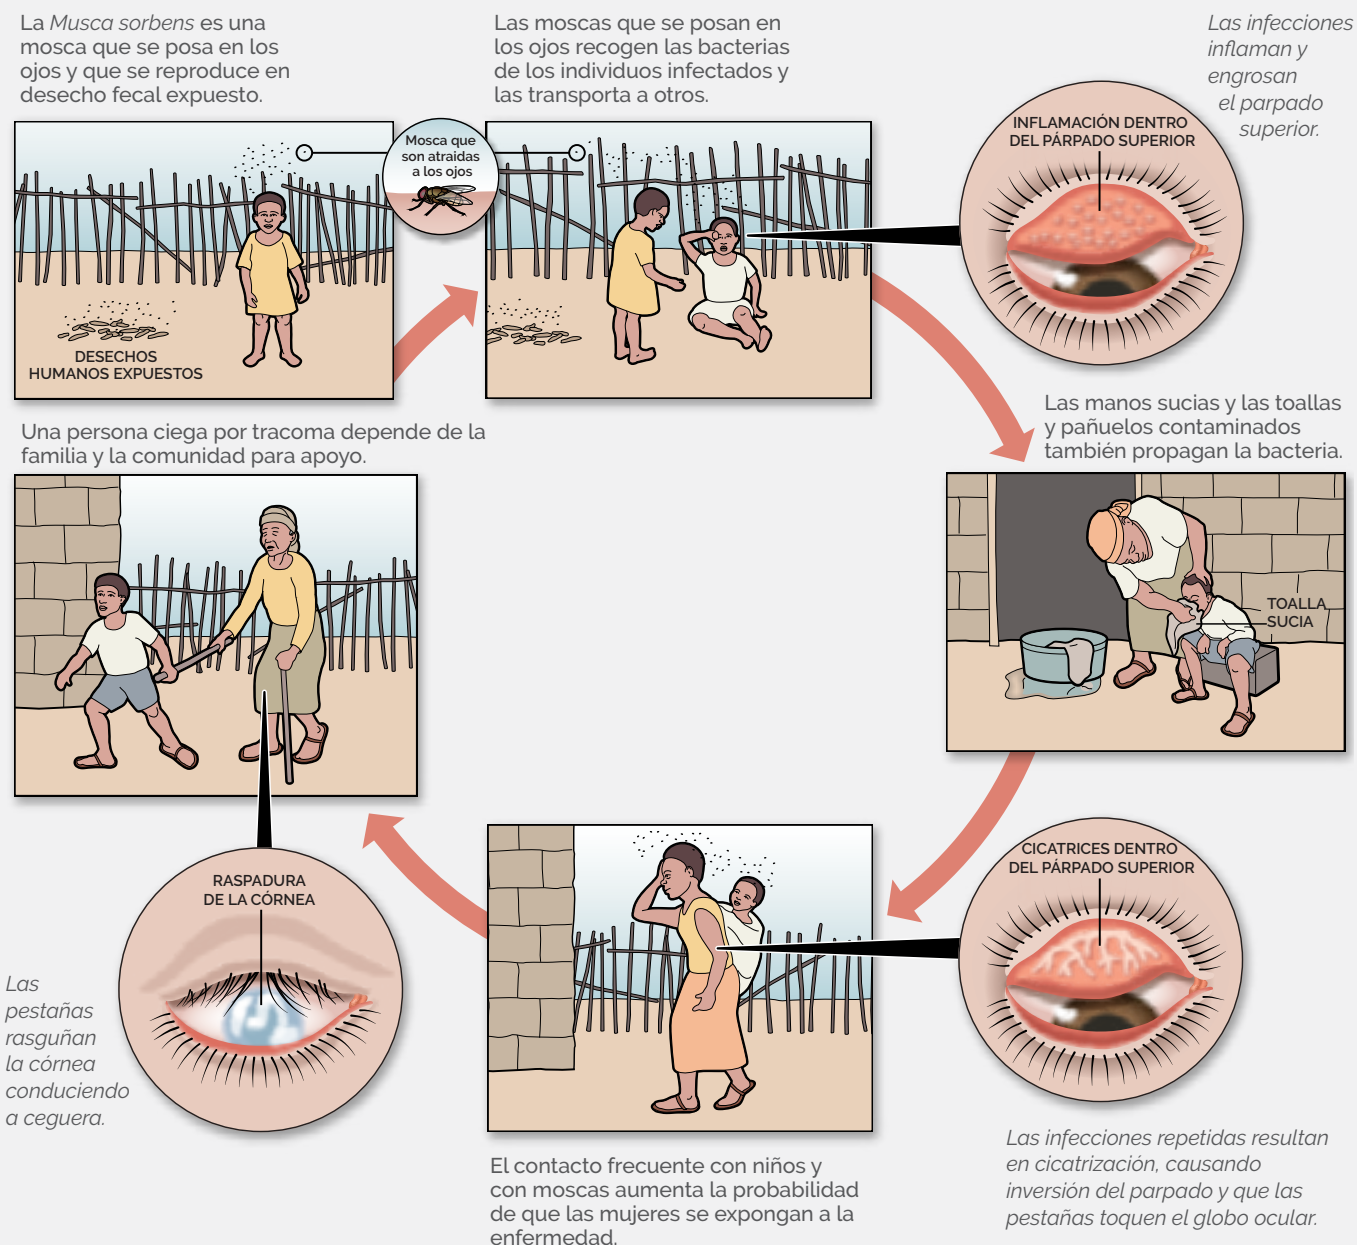 La Musca sorbens es una
mosca que se posa en los
ojos y que se reproduce en
desecho fecal expuesto.
Las moscas que se posan en
los ojos recogen las bacterias
de los individuos infectados y
las transporta a otros.
Las infecciones
inflaman y
engrosan
el parpado
superior.
Mosca que
son atraidas
a los ojos
INFLAMACIÓN DENTRO
DEL PÁRPADO SUPERIOR
DESECHOS
HUMANOS EXPUESTOS
Las manos sucias y las toallas
y pañuelos contaminados
también propagan la bacteria.
TOALLA
SUCIA
CICATRICES DENTRO
DEL PÁRPADO SUPERIOR
Las infecciones repetidas resultan
en cicatrización, causando
inversión del parpado y que las
pestañas toquen el globo ocular.
El contacto frecuente con niños y
con moscas aumenta la probabilidad
de que las mujeres se expongan a la
enfermedad.
Una persona ciega por tracoma depende de la
familia y la comunidad para apoyo.
RASPADURA
DE LA CÓRNEA
Las
pestañas
rasguñan
la córnea
conduciendo
a ceguera.